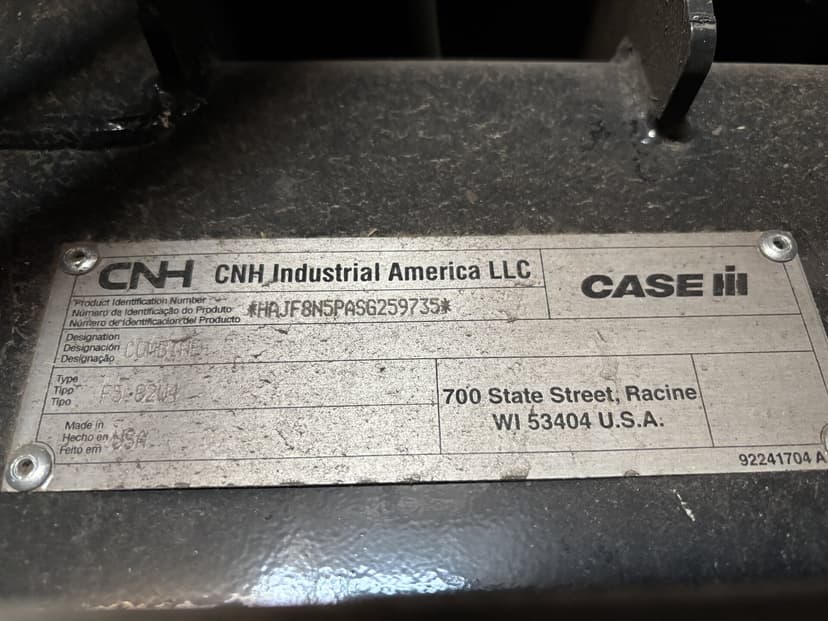 CNH CNH Industrial America LLC
CASE IH
Product Identification Number
Número de Identificação do Produto
Número de Identificación del Producto
*HAJF8N5PASG259735*
Designation
Designación
Designação
COMBINE
Type
Tipp
Tipo
700 State Street, Racine
WI 53404 U.S.A.
Made in
Hecho en
Feito em
USA
92241704 A